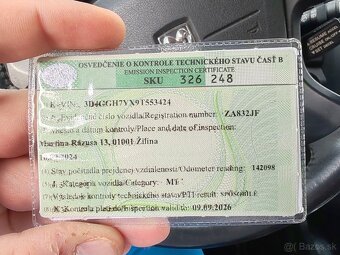 OSVEDČENIE O KONTROLE TECHNICKÉHO STAVU ČASŤ B
EMISSION INSPECTION CERTIFICATE
SKU 326 248
VIN: 3D4GGH7YX9T553424
Evidenčné číslo vozidla/Registration number: ZA832JF
Miesto a dátum kontroly/Place and date of inspection:
Martina Rázusa 13, 01001 Žilina
2024
Stav počítadla prejdenej vzdialenosti/Odometer reading: 142098
Kategória vozidla/Category: M1
Výsledok kontroly technického stavu/PTI result: SPÔSOBILÉ
Kontrola platí do/Inspection valid to: 09.09.2026
bazos.sk